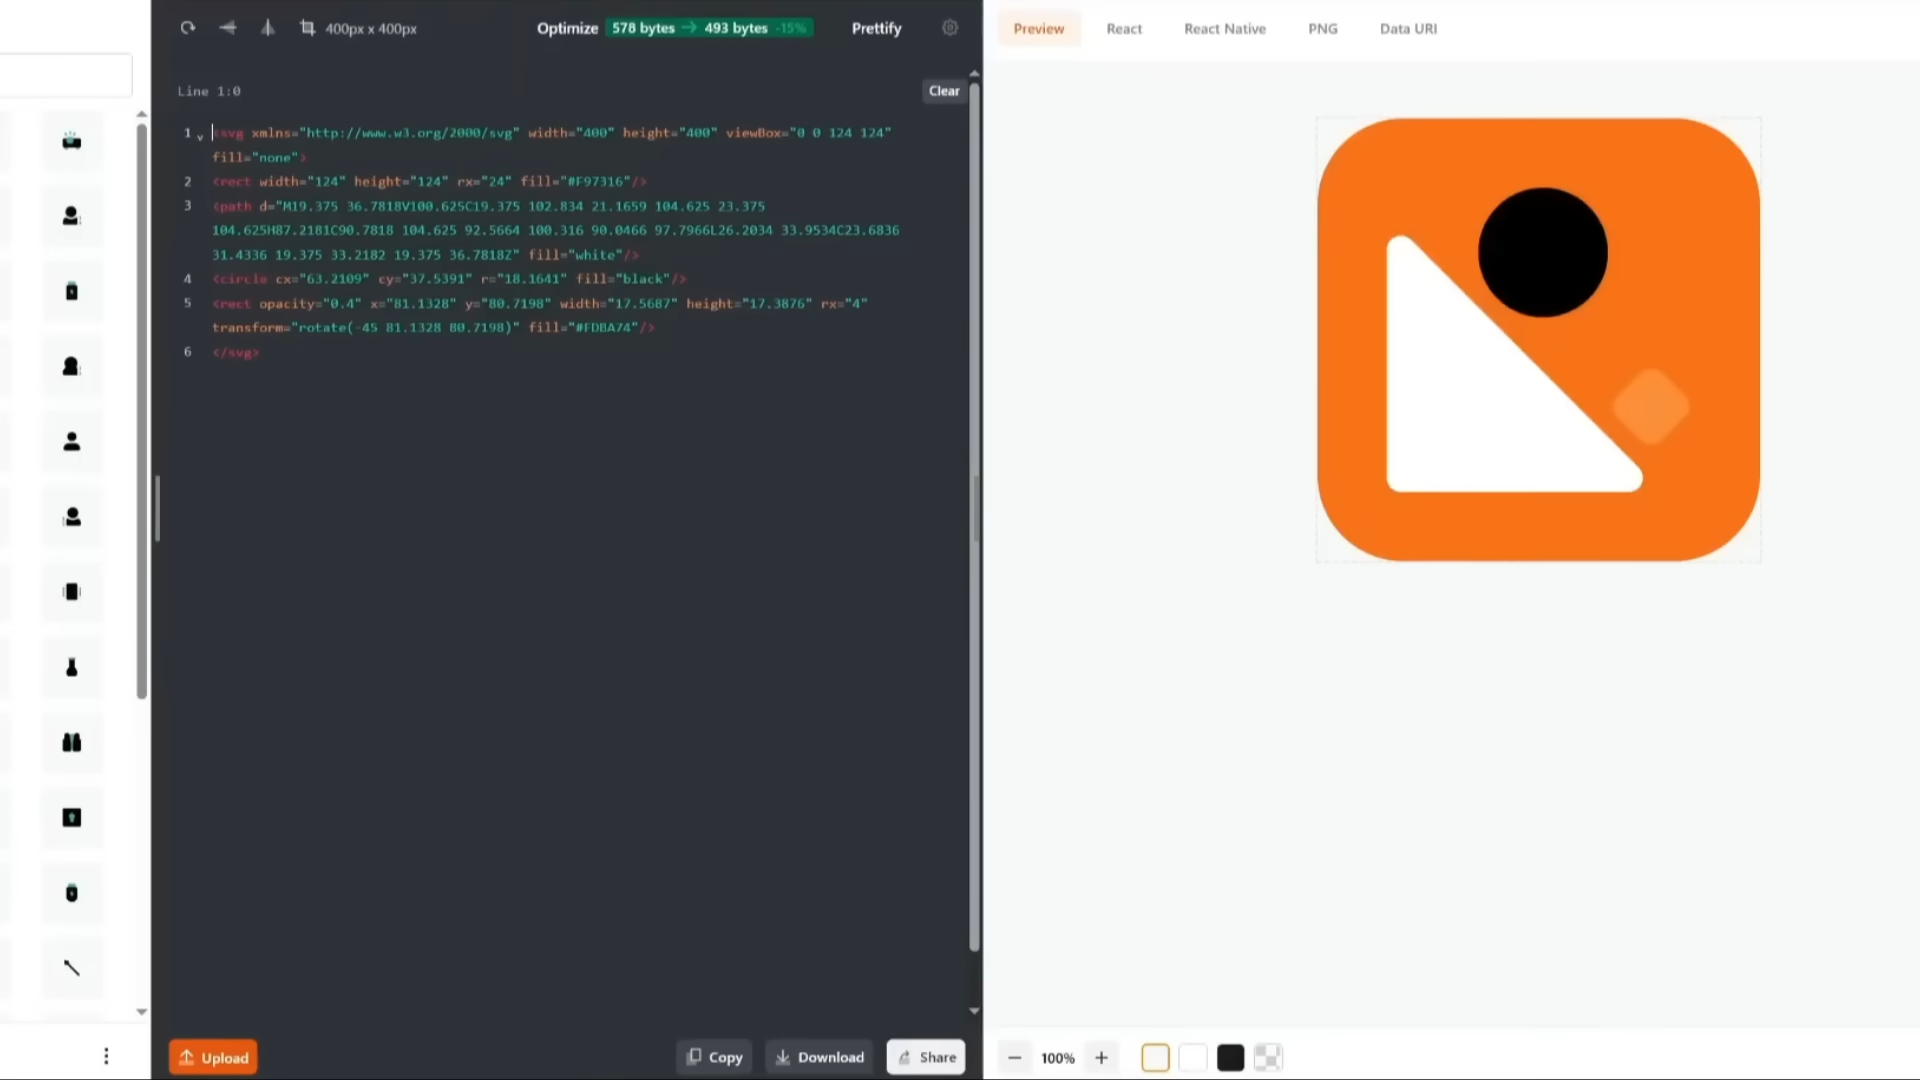 400px x 400px
Optimize 578 bytes → 493 bytes -15%
Prettify
Preview
React
React Native
PNG
Data URI
Line 1:0
Clear
1 <svg xmlns="http://www.w3.org/2000/svg" width="400" height="400" viewBox="0 0 124 124"
fill="none">
2 <rect width="124" height="124" rx="24" fill="#F97316"/>
3 <path d="M19.375 36.7818V100.625C19.375 102.834 21.1659 104.625 23.375
104.625H87.2181C90.7818 104.625 92.5664 100.316 90.0466 97.7966L26.2034 33.9534C23.6836
31.4336 19.375 33.2182 19.375 36.7818Z" fill="white"/>
4 <circle cx="63.2109" cy="37.5391" r="18.1641" fill="black"/>
5 <rect opacity="0.4" x="81.1328" y="80.7198" width="17.5687" height="17.3876" rx="4"
transform="rotate(-45 81.1328 80.7198)" fill="#FDBA74"/>
6 </svg>
Upload
Copy
Download
Share
100%